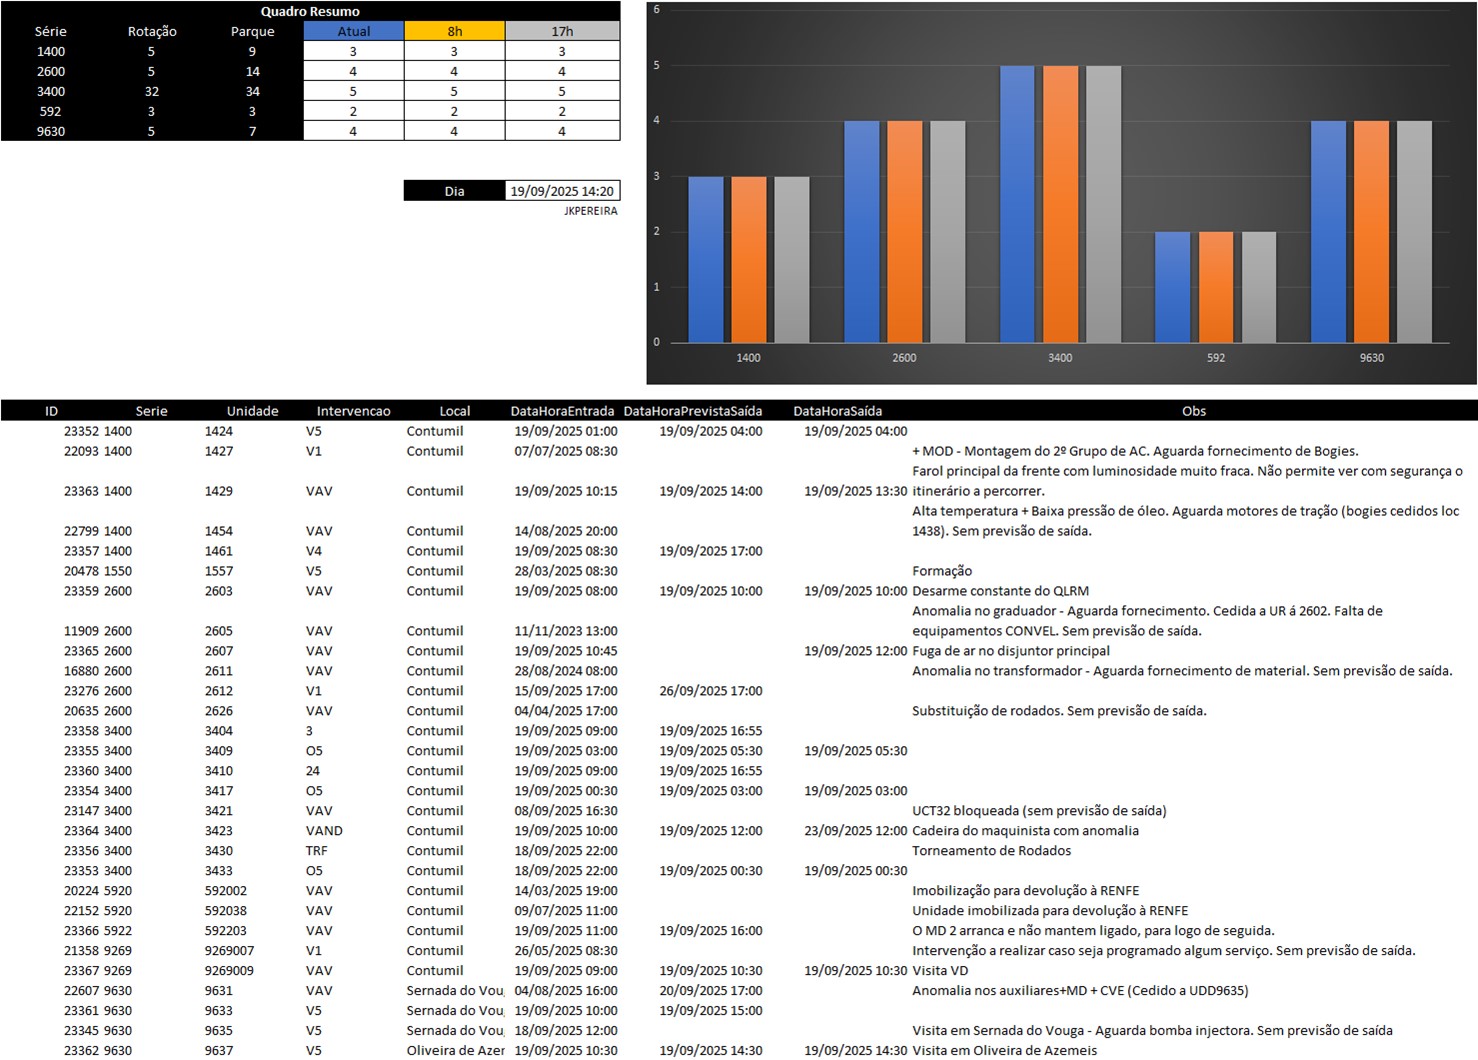 Quadro Resumo
Série Rotação Parque Atual 8h 17h
1400 5 9 3 3 3
2600 5 14 4 4 4
3400 32 34 5 5 5
592 3 3 2 2 2
9630 5 7 4 4 4
Dia 19/09/2025 14:20
JKPEREIRA
6
5
4
3
2
1
0
1400 2600 3400 592 9630
ID Serie Unidade Intervencao Local DataHoraEntrada DataHoraPrevistaSaída DataHoraSaída Obs
23352 1400 1424 V5 Contumil 19/09/2025 01:00 19/09/2025 04:00 19/09/2025 04:00
22093 1400 1427 V1 Contumil 07/07/2025 08:30 + MOD - Montagem do 2º Grupo de AC. Aguarda fornecimento de Bogies.
Farol principal da frente com luminosidade muito fraca. Não permite ver com segurança o
23363 1400 1429 VAV Contumil 19/09/2025 10:15 19/09/2025 14:00 19/09/2025 13:30 itinerário a percorrer.
Alta temperatura + Baixa pressão de óleo. Aguarda motores de tração (bogies cedidos loc
22799 1400 1454 VAV Contumil 14/08/2025 20:00 1438). Sem previsão de saída.
23357 1400 1461 V4 Contumil 19/09/2025 08:30 19/09/2025 17:00
20478 1550 1557 V5 Contumil 28/03/2025 08:30 Formação
23359 2600 2603 VAV Contumil 19/09/2025 08:00 19/09/2025 10:00 19/09/2025 10:00 Desarme constante do QLRM
Anomalia no graduador - Aguarda fornecimento. Cedida a UR á 2602. Falta de
11909 2600 2605 VAV Contumil 11/11/2023 13:00 equipamentos CONVEL. Sem previsão de saída.
23365 2600 2607 VAV Contumil 19/09/2025 10:45 19/09/2025 12:00 Fuga de ar no disjuntor principal
16880 2600 2611 VAV Contumil 28/08/2024 08:00 Anomalia no transformador - Aguarda fornecimento de material. Sem previsão de saída.
23276 2600 2612 V1 Contumil 15/09/2025 17:00 26/09/2025 17:00
20635 2600 2626 VAV Contumil 04/04/2025 17:00 Substituição de rodados. Sem previsão de saída.
23358 3400 3404 3 Contumil 19/09/2025 09:00 19/09/2025 16:55
23355 3400 3409 O5 Contumil 19/09/2025 03:00 19/09/2025 05:30 19/09/2025 05:30
23360 3400 3410 24 Contumil 19/09/2025 09:00 19/09/2025 16:55
23354 3400 3417 O5 Contumil 19/09/2025 00:30 19/09/2025 03:00 19/09/2025 03:00
23147 3400 3421 VAV Contumil 08/09/2025 16:30 UCT32 bloqueada (sem previsão de saída)
23364 3400 3423 VAND Contumil 19/09/2025 10:00 19/09/2025 12:00 23/09/2025 12:00 Cadeira do maquinista com anomalia
23356 3400 3430 TRF Contumil 18/09/2025 22:00 Torneamento de Rodados
23353 3400 3433 O5 Contumil 18/09/2025 22:00 19/09/2025 00:30 19/09/2025 00:30
20224 5920 592002 VAV Contumil 14/03/2025 19:00 Imobilização para devolução à RENFE
22152 5920 592038 VAV Contumil 09/07/2025 11:00 Unidade imobilizada para devolução à RENFE
23366 5922 592203 VAV Contumil 19/09/2025 11:00 19/09/2025 16:00 O MD 2 arranca e não mantem ligado, para logo de seguida.
21358 9269 9269007 V1 Contumil 26/05/2025 08:30 Intervenção a realizar caso seja programado algum serviço. Sem previsão de saída.
23367 9269 9269009 VAV Contumil 19/09/2025 09:00 19/09/2025 10:30 19/09/2025 10:30 Visita VD
22607 9630 9631 VAV Sernada do Voug 04/08/2025 16:00 20/09/2025 17:00 Anomalia nos auxiliares+MD + CVE (Cedido a UDD9635)
23361 9630 9633 V5 Sernada do Voug 19/09/2025 10:00 19/09/2025 15:00
23345 9630 9635 V5 Sernada do Voug 18/09/2025 12:00 Visita em Sernada do Vouga - Aguarda bomba injectora. Sem previsão de saída
23362 9630 9637 V5 Oliveira de Azer 19/09/2025 10:30 19/09/2025 14:30 19/09/2025 14:30 Visita em Oliveira de Azemeis